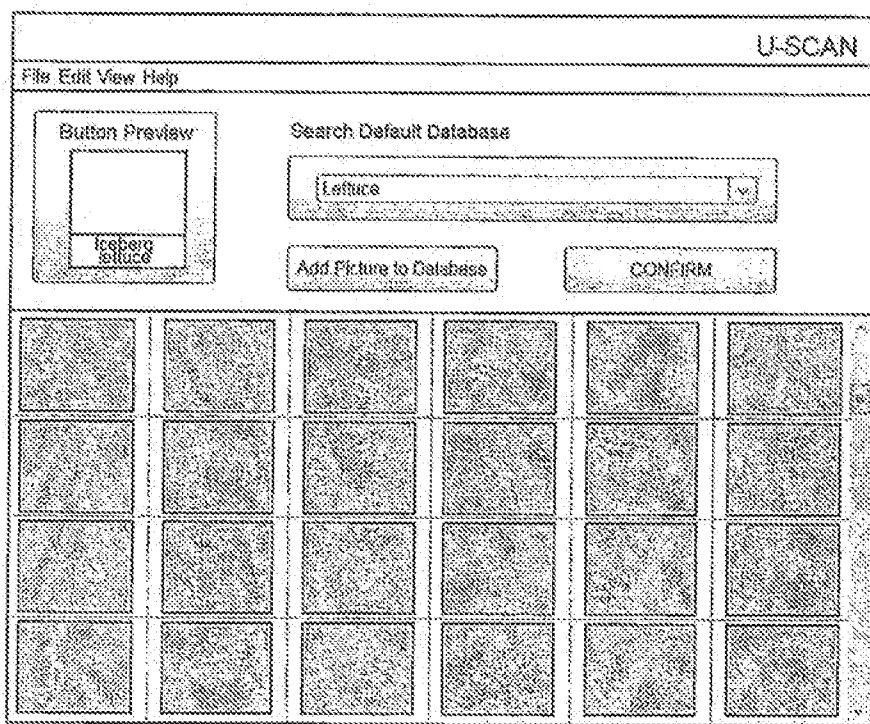 U-SCAN
File Edit View Help
Button Preview
Iceberg
lettuce
Search Default Database
Lettuce
Add Picture to Database
CONFIRM